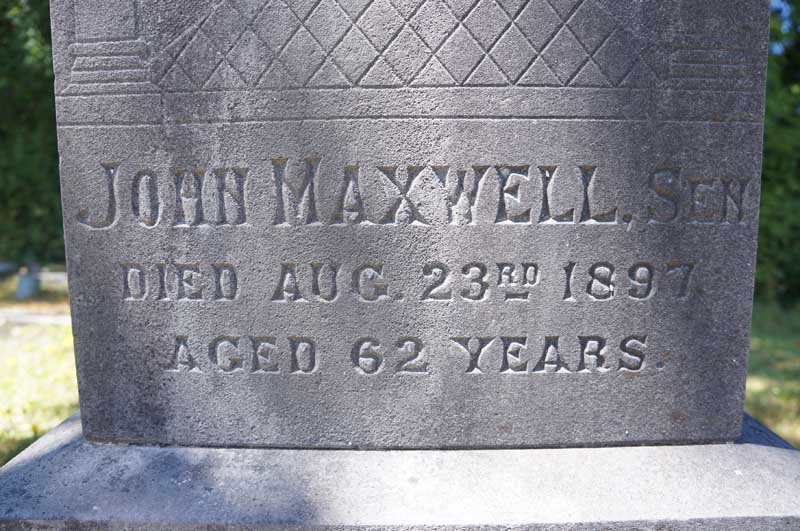 JOHN MAXWELL, SEN
DIED AUG. 23RD 1897.
AGED 62 YEARS.